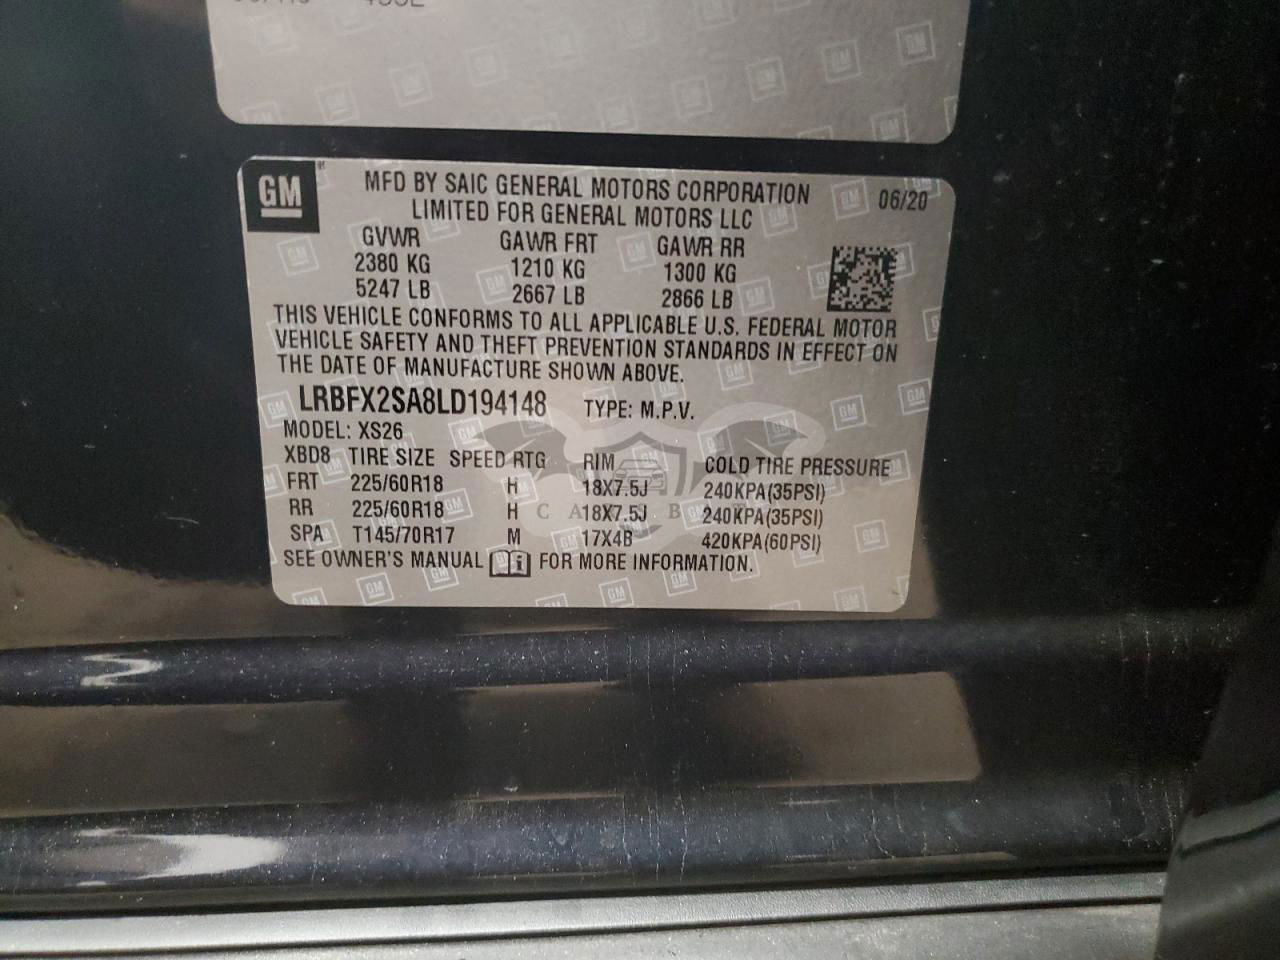 GM
MFD BY SAIC GENERAL MOTORS CORPORATION
LIMITED FOR GENERAL MOTORS LLC
06/20
GVWR GAWR FRT GAWR RR
2380 KG 1210 KG 1300 KG
5247 LB 2667 LB 2866 LB
THIS VEHICLE CONFORMS TO ALL APPLICABLE U.S. FEDERAL MOTOR
VEHICLE SAFETY AND THEFT PREVENTION STANDARDS IN EFFECT ON
THE DATE OF MANUFACTURE SHOWN ABOVE.
LRBFX2SA8LD194148 TYPE: M.P.V.
MODEL: XS26
XBD8 TIRE SIZE SPEED RTG RIM COLD TIRE PRESSURE
FRT 225/60R18 H 18X7.5J 240KPA(35PSI)
RR 225/60R18 H 18X7.5J 240KPA(35PSI)
SPA T145/70R17 M 17X4B 420KPA(60PSI)
SEE OWNER'S MANUAL FOR MORE INFORMATION.